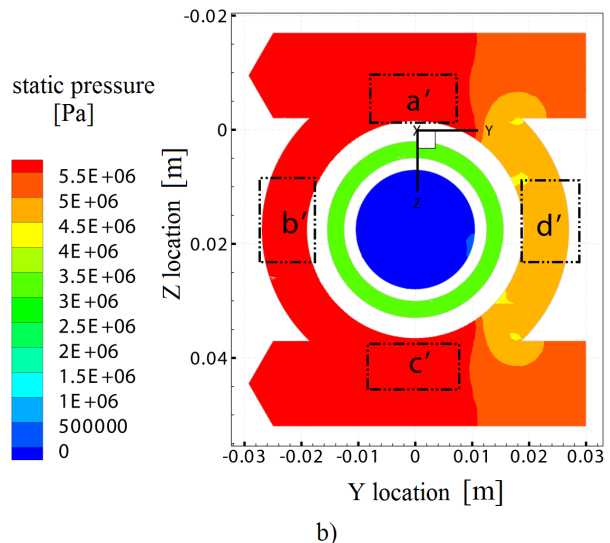 static pressure
[Pa]
5.5E+06
5E+06
4.5E+06
4E+06
3.5E+06
3E+06
2.5E+06
2E+06
1.5E+06
1E+06
500000
0
-0.02
0
0.02
0.04
Z location [m]
a′
b′
c′
d′
X
Y
Z
-0.03 -0.02 -0.01 0 0.01 0.02 0.03
Y location [m]
b)